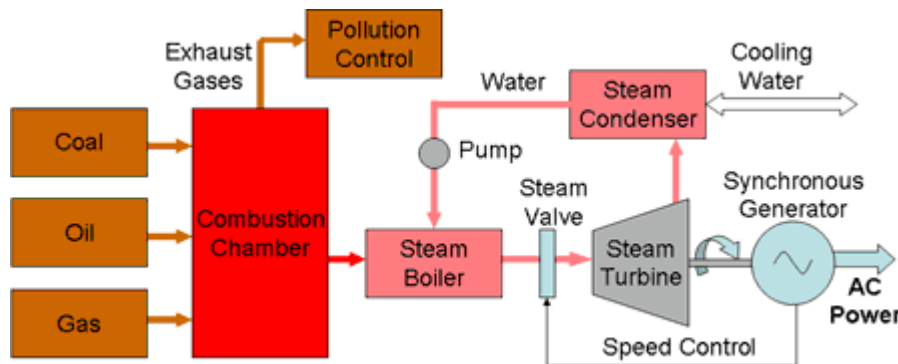 Exhaust
Gases
Pollution
Control
Coal
Oil
Gas
Combustion
Chamber
Water
Pump
Steam
Condenser
Cooling
Water
Steam
Boiler
Steam
Valve
Steam
Turbine
Synchronous
Generator
AC
Power
Speed Control